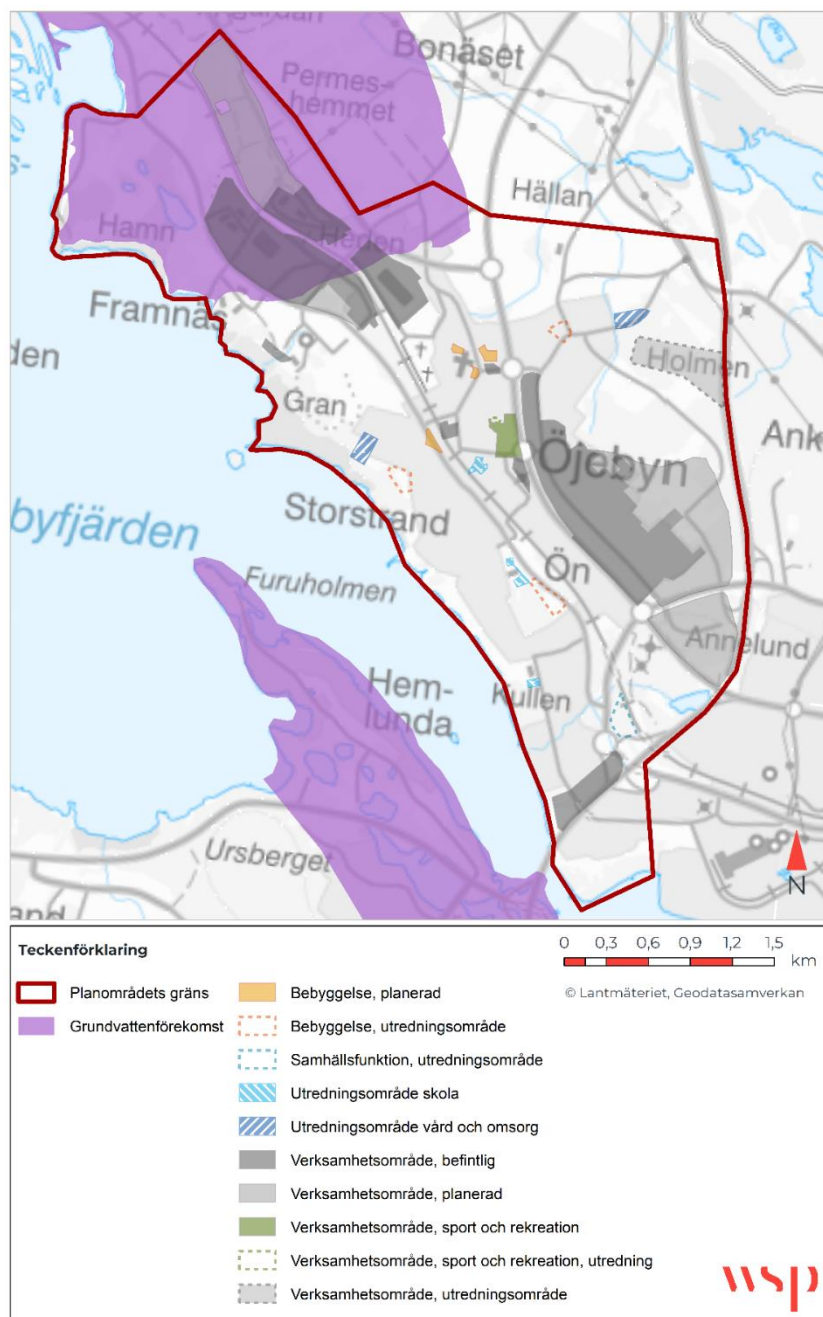 Bonäset
Permes-
hemmet
Hällan
Hamn
Heden
Framnäs
Holmen
Gran
Ank
Öjebyn
Storstrand
byfjärden
Furuholmen
Ön
Annelund
Hem-
lunda
Kullen
Ursberget
N
Teckenförklaring
0 0,3 0,6 0,9 1,2 1,5
km
Planområdets gräns
Bebyggelse, planerad
© Lantmäteriet, Geodatasamverkan
Grundvattenförekomst
Bebyggelse, utredningsområde
Samhällsfunktion, utredningsområde
Utredningsområde skola
Utredningsområde vård och omsorg
Verksamhetsområde, befintlig
Verksamhetsområde, planerad
Verksamhetsområde, sport och rekreation
Verksamhetsområde, sport och rekreation, utredning
Verksamhetsområde, utredningsområde
wsp